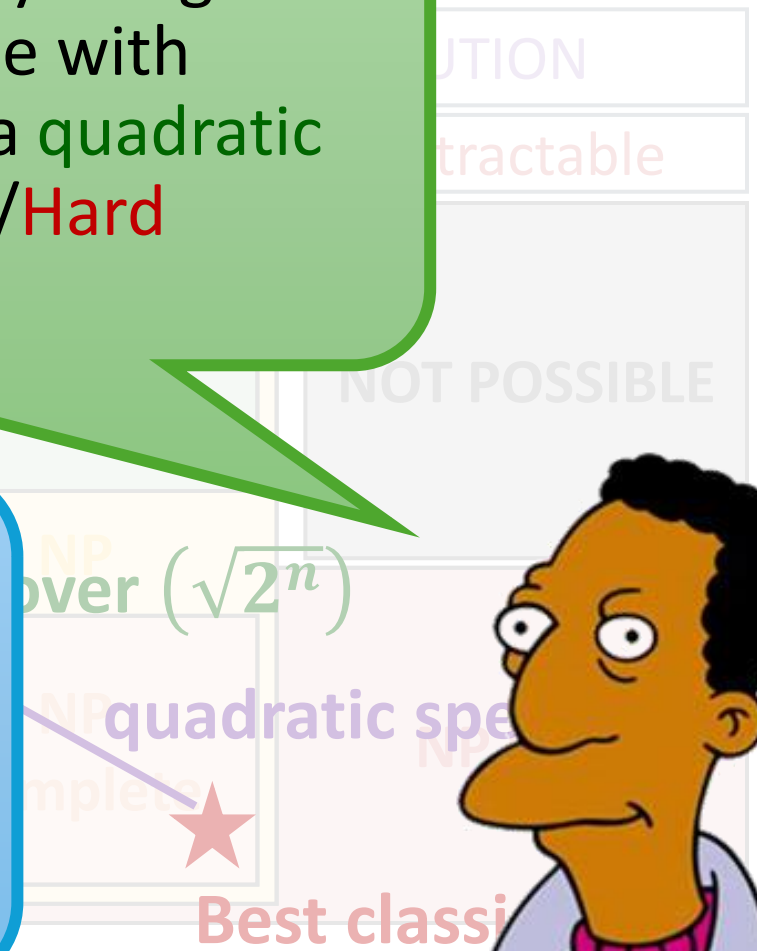 e with
a quadratic
/Hard
UTION
tractable
NOT POSSIBLE
NP
over (√2ⁿ)
NP
quadratic spe
NP
mplete
Best classi